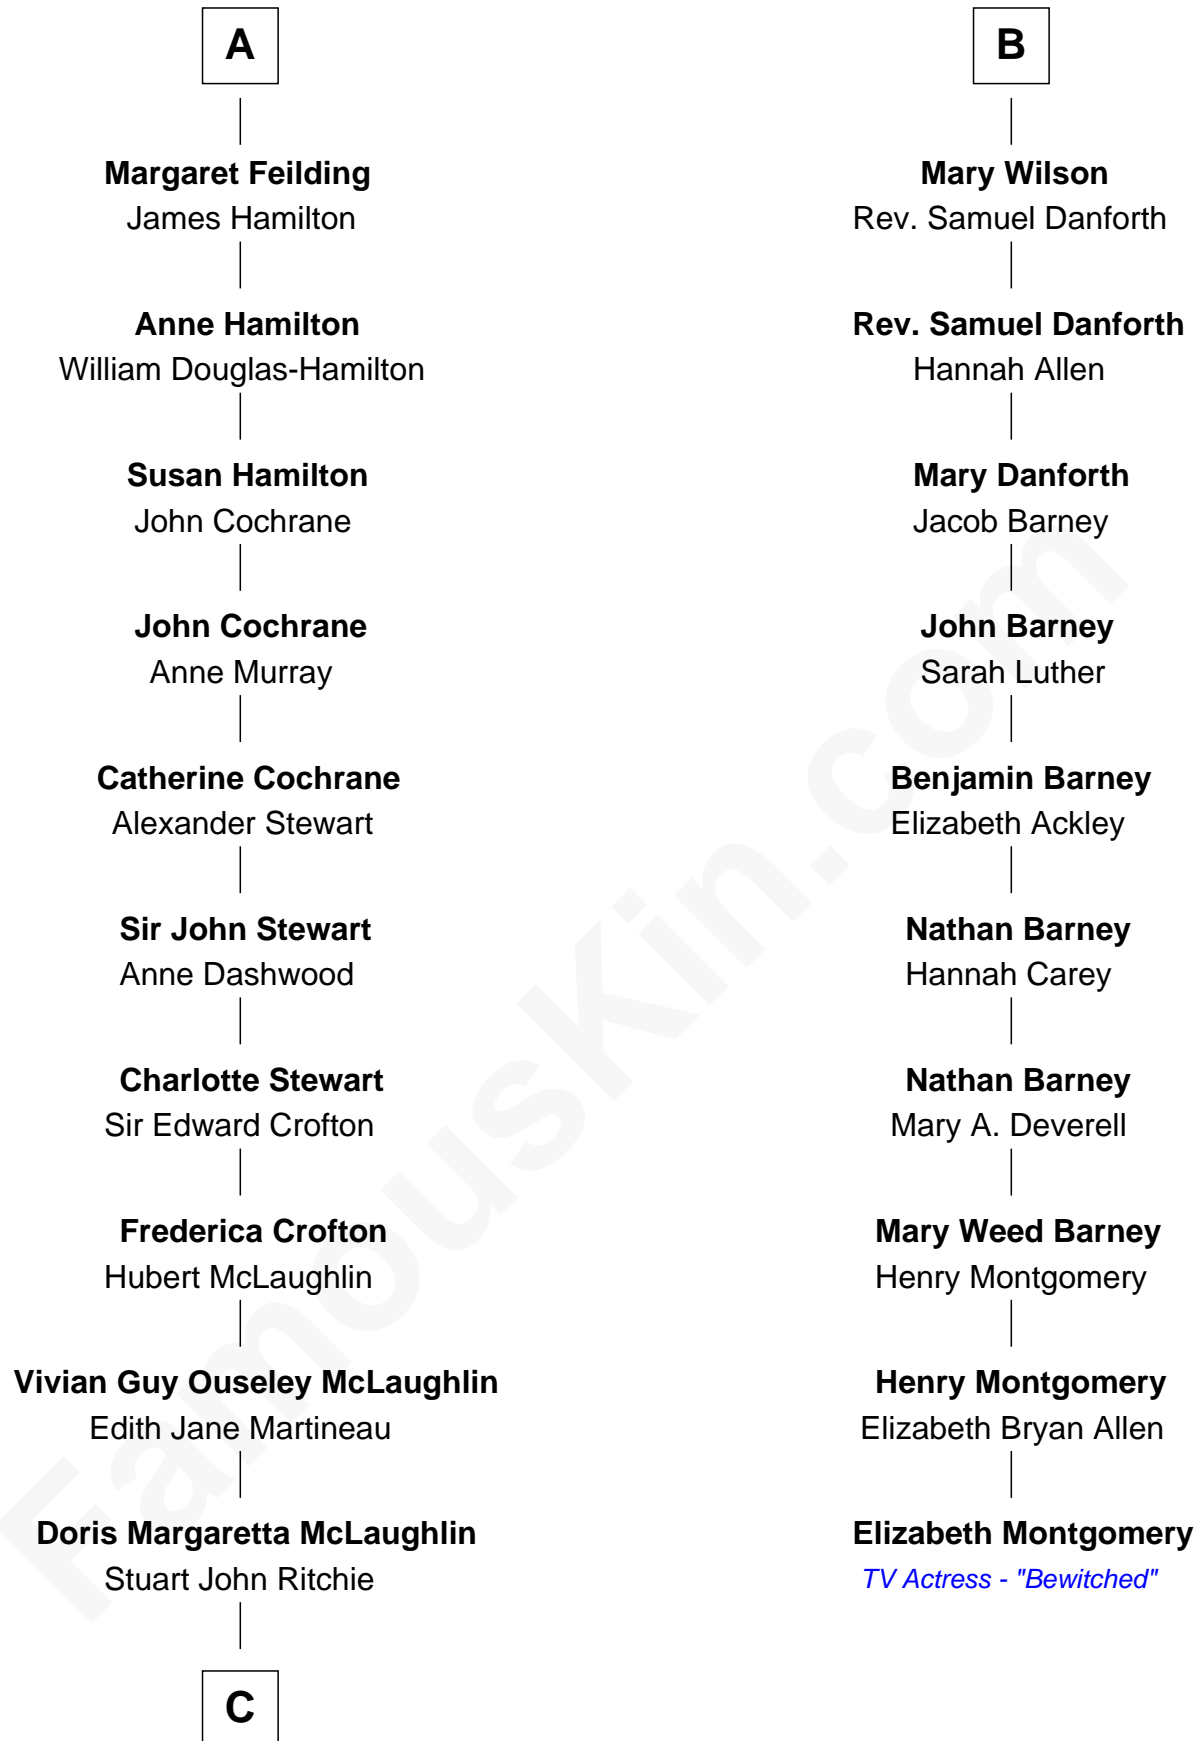 A
Margaret Feilding
James Hamilton
Anne Hamilton
William Douglas-Hamilton
Susan Hamilton
John Cochrane
John Cochrane
Anne Murray
Catherine Cochrane
Alexander Stewart
Sir John Stewart
Anne Dashwood
Charlotte Stewart
Sir Edward Crofton
Frederica Crofton
Hubert McLaughlin
Vivian Guy Ouseley McLaughlin
Edith Jane Martineau
Doris Margaretta McLaughlin
Stuart John Ritchie
C
B
Mary Wilson
Rev. Samuel Danforth
Rev. Samuel Danforth
Hannah Allen
Mary Danforth
Jacob Barney
John Barney
Sarah Luther
Benjamin Barney
Elizabeth Ackley
Nathan Barney
Hannah Carey
Nathan Barney
Mary A. Deverell
Mary Weed Barney
Henry Montgomery
Henry Montgomery
Elizabeth Bryan Allen
Elizabeth Montgomery
TV Actress - "Bewitched"
FamousKin.com